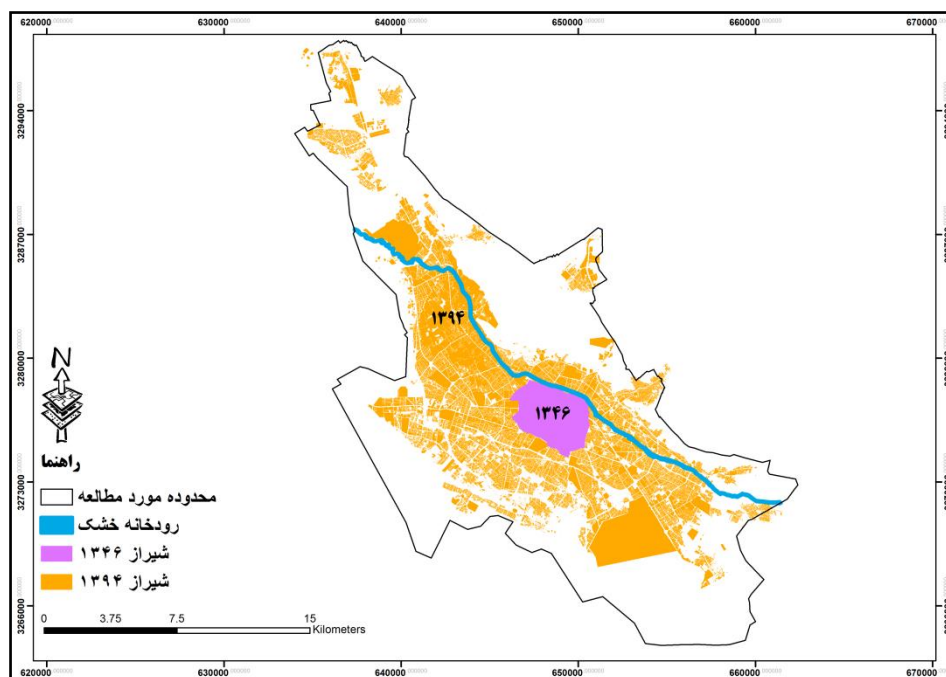 620000 630000 640000 650000 660000 670000
3294000
3287000
3280000
3273000
3266000
۱۳۹۴
۱۳۴۶
N
راهنما
محدوده مورد مطالعه
رودخانه خشک
شیراز ۱۳۴۶
شیراز ۱۳۹۴
0 3.75 7.5 15
Kilometers
620000 630000 640000 650000 660000 670000